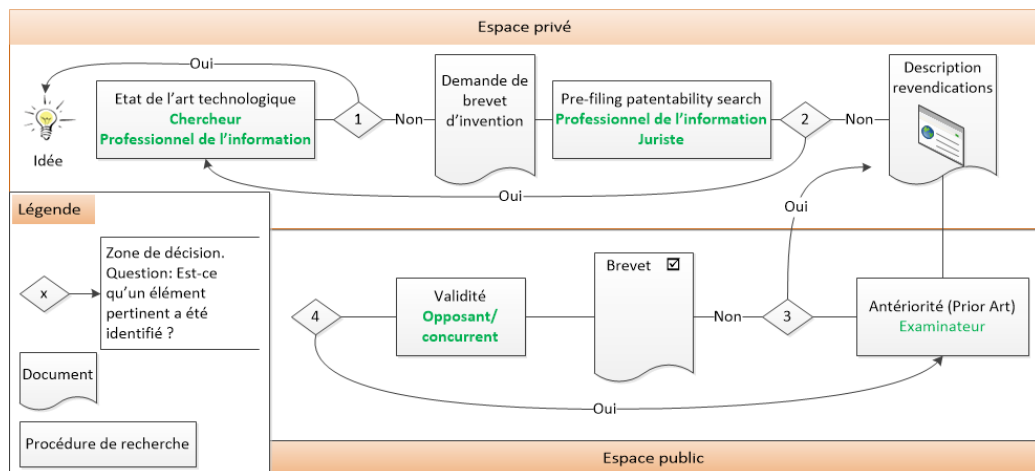 Espace privé
Oui
Idée
Etat de l’art technologique
Chercheur
Professionnel de l’information
1
Non
Demande de
brevet
d’invention
Pre-filing patentability search
Professionnel de l’information
Juriste
2
Non
Description
revendications
Oui
Oui
Légende
x
Zone de décision.
Question: Est-ce
qu’un élément
pertinent a été
identifié ?
Document
Procédure de recherche
4
Validité
Opposant/
concurrent
Brevet
Non
3
Antériorité (Prior Art)
Examinateur
Oui
Espace public